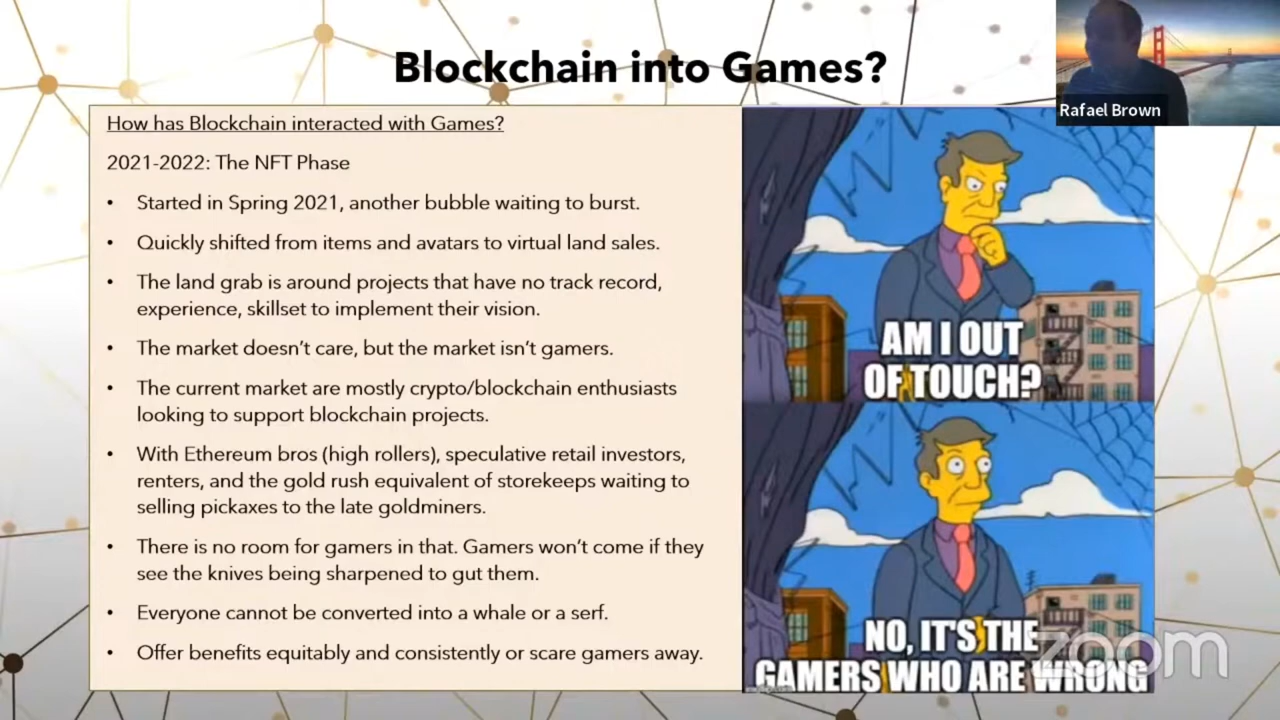 Blockchain into Games?
Rafael Brown
How has Blockchain interacted with Games?
2021-2022: The NFT Phase
• Started in Spring 2021, another bubble waiting to burst.
• Quickly shifted from items and avatars to virtual land sales.
• The land grab is around projects that have no track record,
experience, skillset to implement their vision.
• The market doesn't care, but the market isn't gamers.
• The current market are mostly crypto/blockchain enthusiasts
looking to support blockchain projects.
• With Ethereum bros (high rollers), speculative retail investors,
renters, and the gold rush equivalent of storekeeps waiting to
selling pickaxes to the late goldminers.
• There is no room for gamers in that. Gamers won't come if they
see the knives being sharpened to gut them.
• Everyone cannot be converted into a whale or a serf.
• Offer benefits equitably and consistently or scare gamers away.
AM I OUT
OF TOUCH?
NO, IT'S THE
GAMERS WHO ARE WRONG
zoom